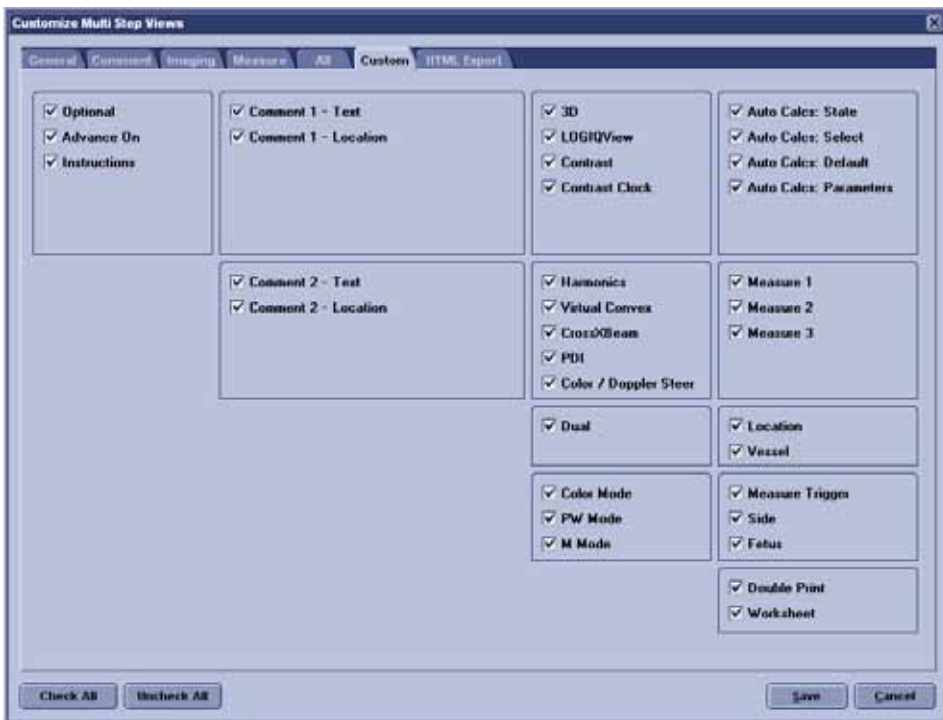 Customize Multi Step Views
General Comment Imaging Measure All Custom HTML Export
Optional
Advance On
Instructions
Comment 1 - Text
Comment 1 - Location
3D
LOGIQView
Contrast
Contrast Clock
Auto Calcs: State
Auto Calcs: Select
Auto Calcs: Default
Auto Calcs: Parameters
Comment 2 - Text
Comment 2 - Location
Harmonics
Virtual Convex
CrossXBeam
PDI
Color / Doppler Steer
Measure 1
Measure 2
Measure 3
Dual
Location
Vessel
Color Mode
PW Mode
M Mode
Measure Trigger
Side
Fetus
Double Print
Worksheet
Check All Uncheck All Save Cancel